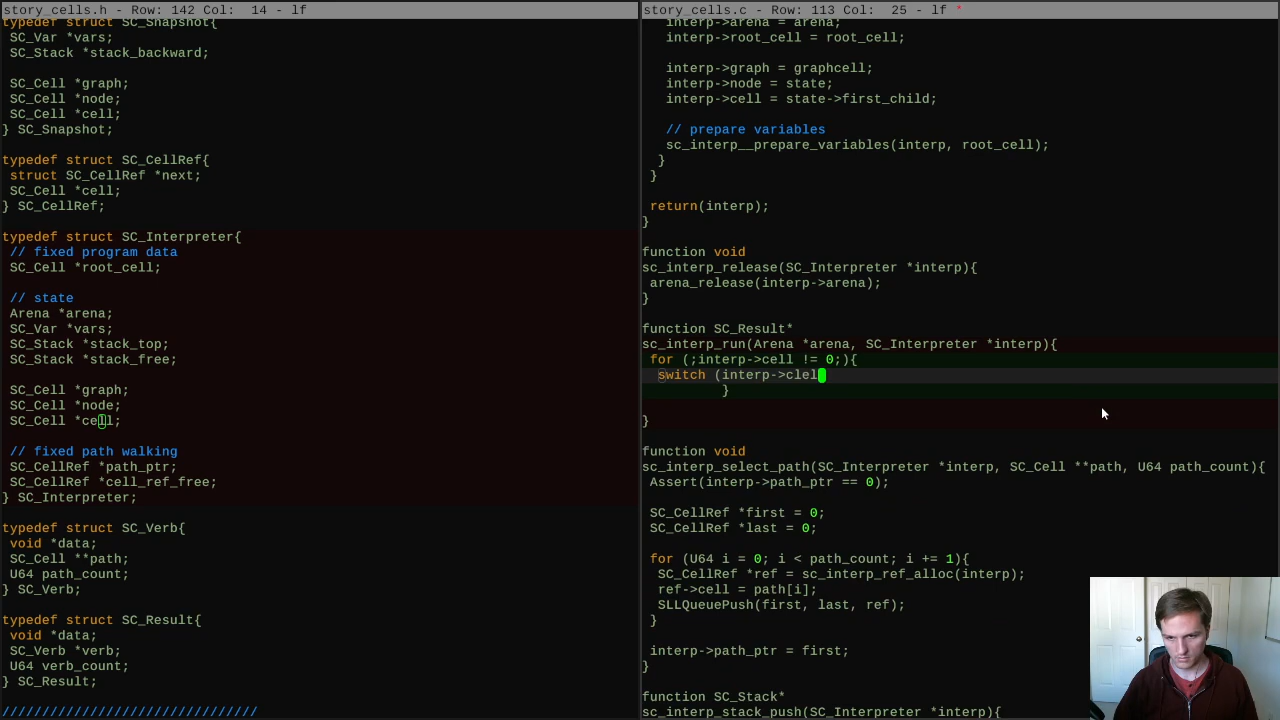 story_cells.h - Row: 142 Col:  14 - lf
typedef struct SC_Snapshot{
 SC_Var *vars;
 SC_Stack *stack_backward;
 SC_Cell *graph;
 SC_Cell *node;
 SC_Cell *cell;
} SC_Snapshot;
typedef struct SC_CellRef{
 struct SC_CellRef *next;
 SC_Cell *cell;
} SC_CellRef;
typedef struct SC_Interpreter{
 // fixed program data
 SC_Cell *root_cell;
 // state
 Arena *arena;
 SC_Var *vars;
 SC_Stack *stack_top;
 SC_Stack *stack_free;
 SC_Cell *graph;
 SC_Cell *node;
 SC_Cell *cell;
 // fixed path walking
 SC_CellRef *path_ptr;
 SC_CellRef *cell_ref_free;
} SC_Interpreter;
typedef struct SC_Verb{
 void *data;
 SC_Cell **path;
 U64 path_count;
} SC_Verb;
typedef struct SC_Result{
 void *data;
 SC_Verb *verb;
 U64 verb_count;
} SC_Result;
////////////////////////////////
story_cells.c - Row: 113 Col:  25 - lf *
   interp->arena = arena;
   interp->root_cell = root_cell;
   interp->graph = graphcell;
   interp->node = state;
   interp->cell = state->first_child;
   // prepare variables
   sc_interp__prepare_variables(interp, root_cell);
  }
 }
 return(interp);
}
function void
sc_interp_release(SC_Interpreter *interp){
 arena_release(interp->arena);
}
function SC_Result*
sc_interp_run(Arena *arena, SC_Interpreter *interp){
 for (;interp->cell != 0;){
  switch (interp->clel
          }
}
function void
sc_interp_select_path(SC_Interpreter *interp, SC_Cell **path, U64 path_count){
 Assert(interp->path_ptr == 0);
 SC_CellRef *first = 0;
 SC_CellRef *last = 0;
 for (U64 i = 0; i < path_count; i += 1){
  SC_CellRef *ref = sc_interp_ref_alloc(interp);
  ref->cell = path[i];
  SLLQueuePush(first, last, ref);
 }
 interp->path_ptr = first;
}
function SC_Stack*
sc_interp_stack_push(SC_Interpreter *interp){